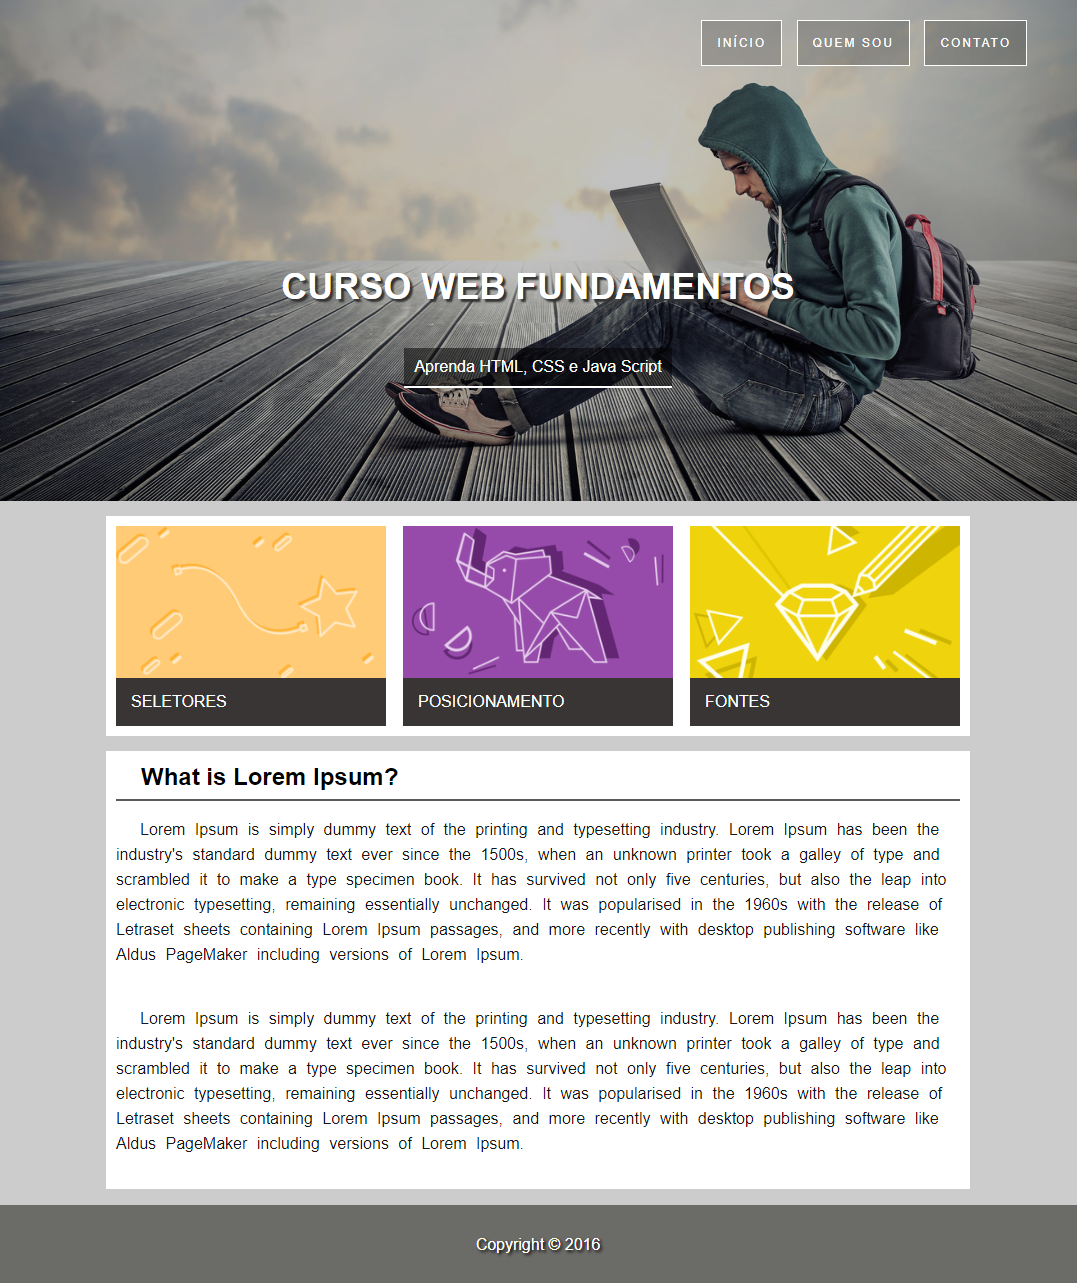 INÍCIO QUEM SOU CONTATO
CURSO WEB FUNDAMENTOS
Aprenda HTML, CSS e Java Script
SELETORES POSICIONAMENTO FONTES
What is Lorem Ipsum?
Lorem Ipsum is simply dummy text of the printing and typesetting industry. Lorem Ipsum has been the
industry's standard dummy text ever since the 1500s, when an unknown printer took a galley of type and
scrambled it to make a type specimen book. It has survived not only five centuries, but also the leap into
electronic typesetting, remaining essentially unchanged. It was popularised in the 1960s with the release of
Letraset sheets containing Lorem Ipsum passages, and more recently with desktop publishing software like
Aldus PageMaker including versions of Lorem Ipsum.
Lorem Ipsum is simply dummy text of the printing and typesetting industry. Lorem Ipsum has been the
industry's standard dummy text ever since the 1500s, when an unknown printer took a galley of type and
scrambled it to make a type specimen book. It has survived not only five centuries, but also the leap into
electronic typesetting, remaining essentially unchanged. It was popularised in the 1960s with the release of
Letraset sheets containing Lorem Ipsum passages, and more recently with desktop publishing software like
Aldus PageMaker including versions of Lorem Ipsum.
Copyright © 2016